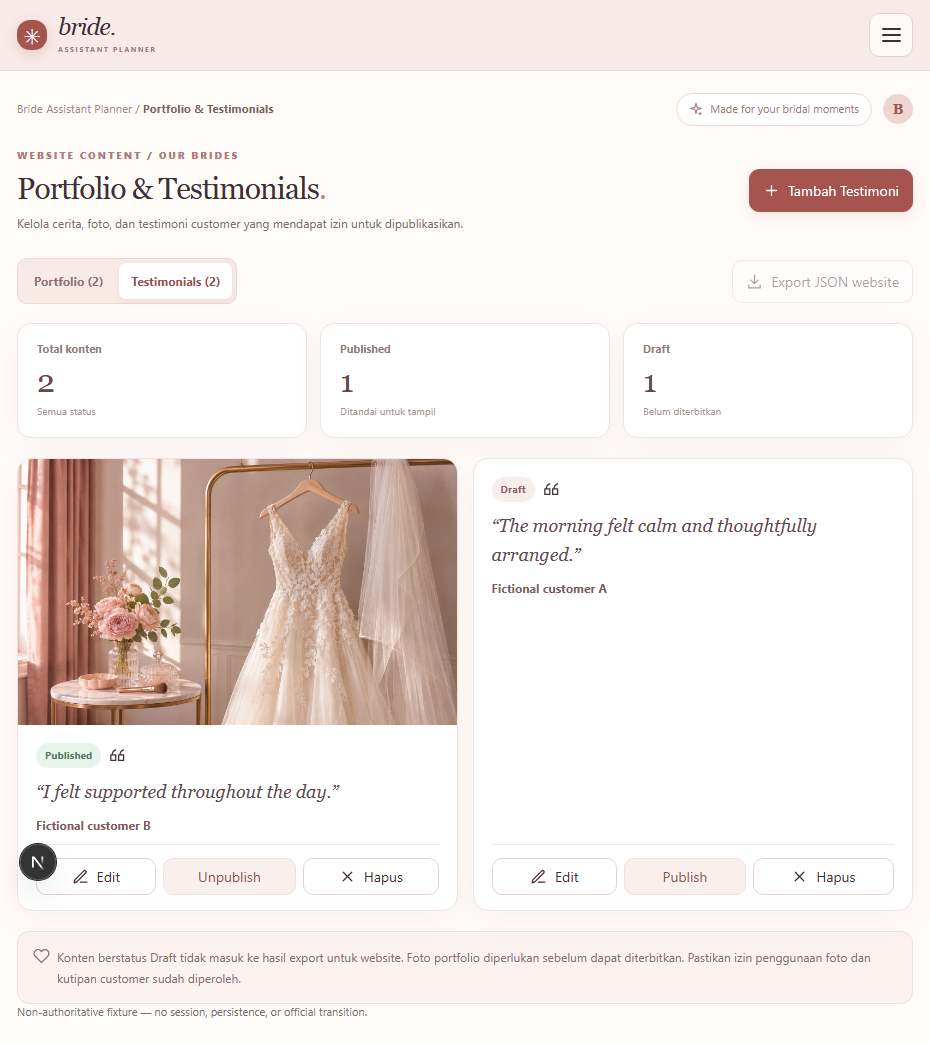 bride.
ASSISTANT PLANNER
Bride Assistant Planner / Portfolio & Testimonials
Made for your bridal moments
B
WEBSITE CONTENT / OUR BRIDES
Portfolio & Testimonials.
Tambah Testimoni
Kelola cerita, foto, dan testimoni customer yang mendapat izin untuk dipublikasikan.
Portfolio (2)
Testimonials (2)
Export JSON website
Total konten
2
Semua status
Published
1
Ditandai untuk tampil
Draft
1
Belum diterbitkan
Published
“I felt supported throughout the day.”
Fictional customer B
N
Edit
Unpublish
Hapus
Draft
“The morning felt calm and thoughtfully
arranged.”
Fictional customer A
Edit
Publish
Hapus
Konten berstatus Draft tidak masuk ke hasil export untuk website. Foto portfolio diperlukan sebelum dapat diterbitkan. Pastikan izin penggunaan foto dan
kutipan customer sudah diperoleh.
Non-authoritative fixture — no session, persistence, or official transition.